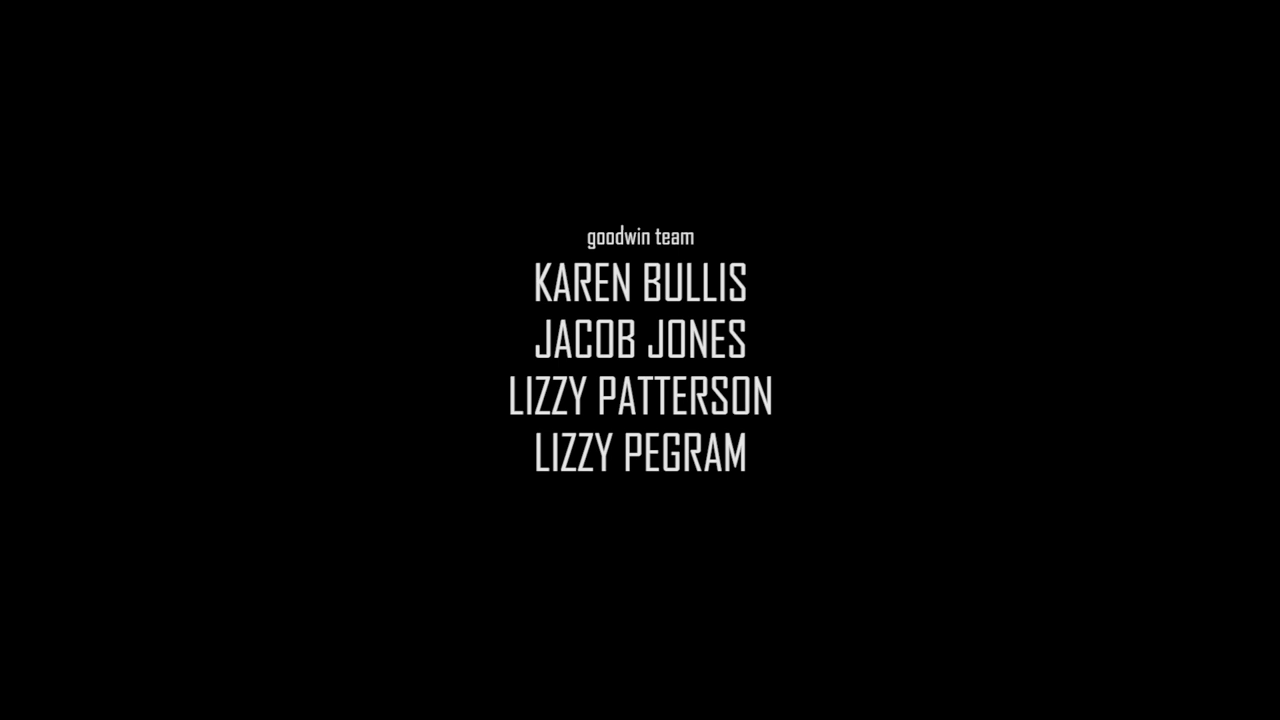 goodwin team
KAREN BULLIS
JACOB JONES
LIZZY PATTERSON
LIZZY PEGRAM